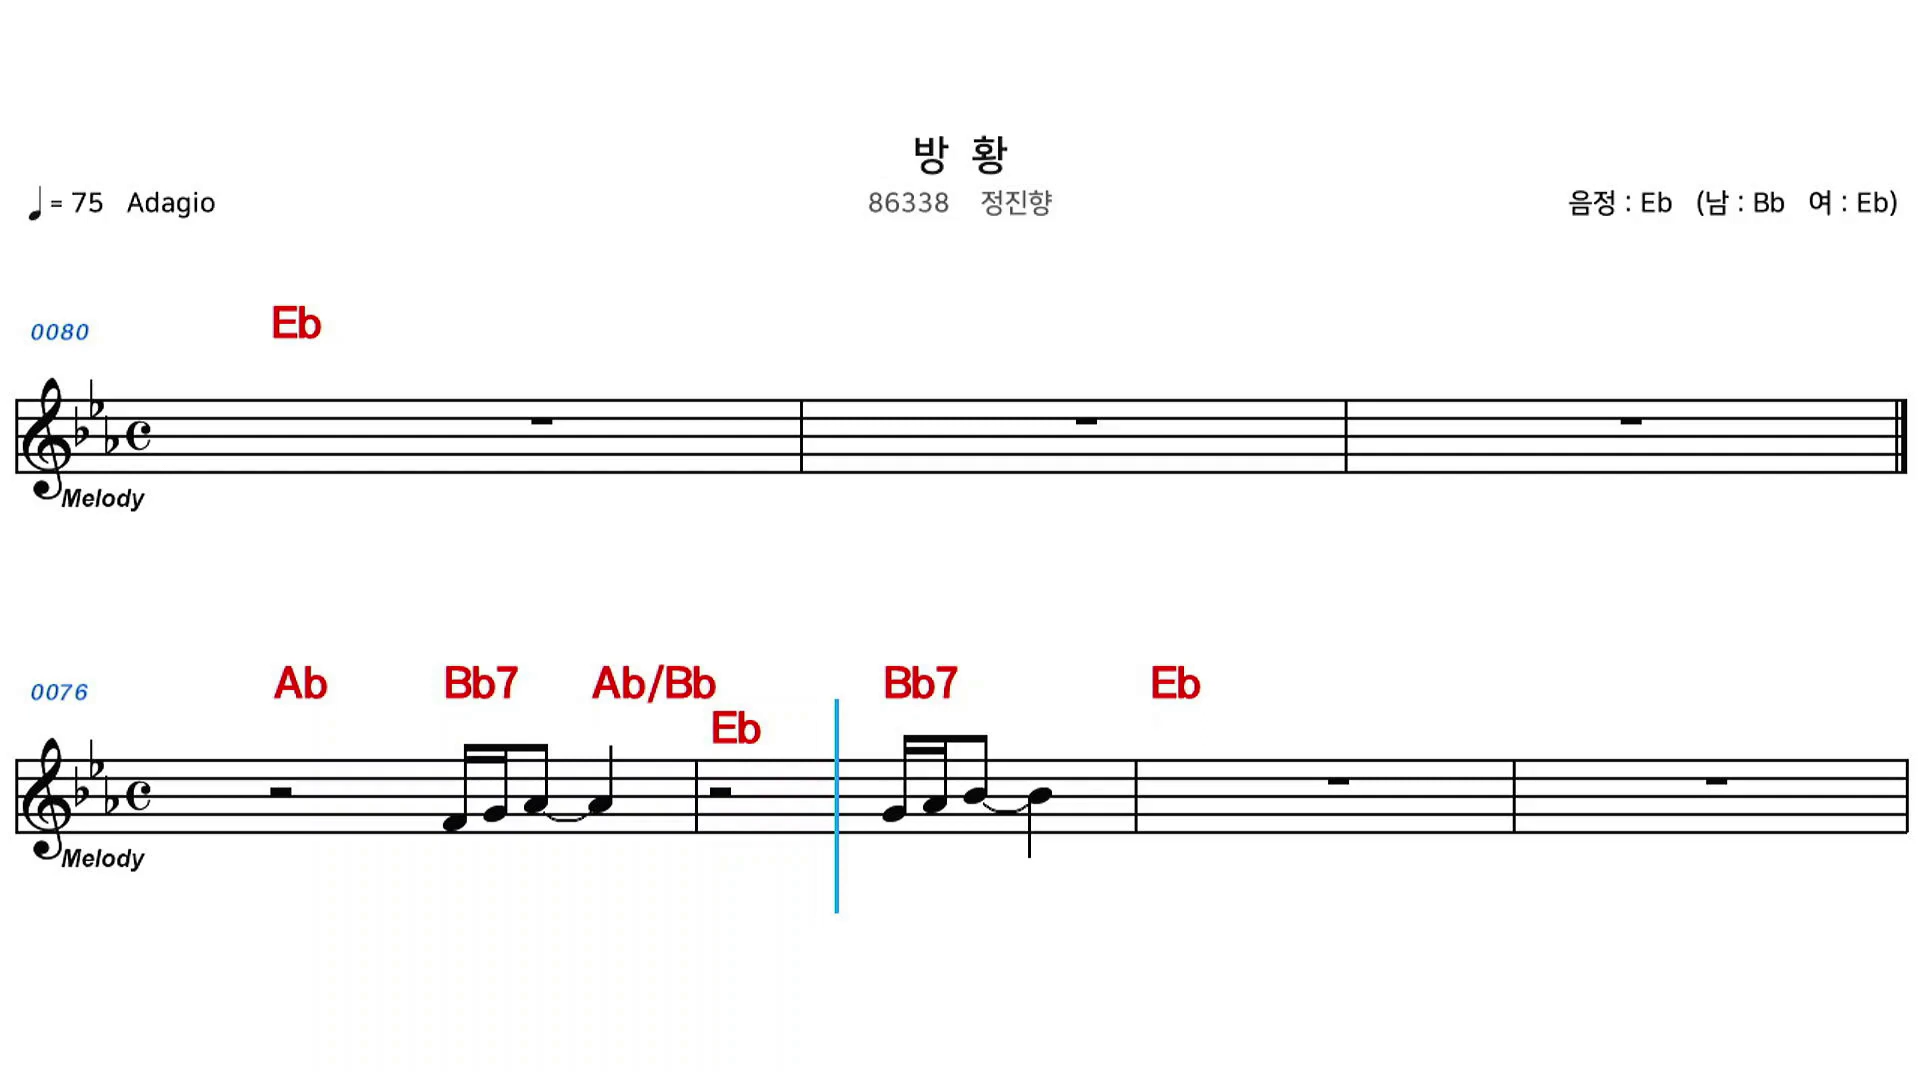 방 황
♩ = 75 Adagio
86338 정진향
음정 : Eb (남 : Bb 여 : Eb)
0080
Eb
Melody
0076
Ab Bb7 Ab/Bb Bb7 Eb
Eb
Melody